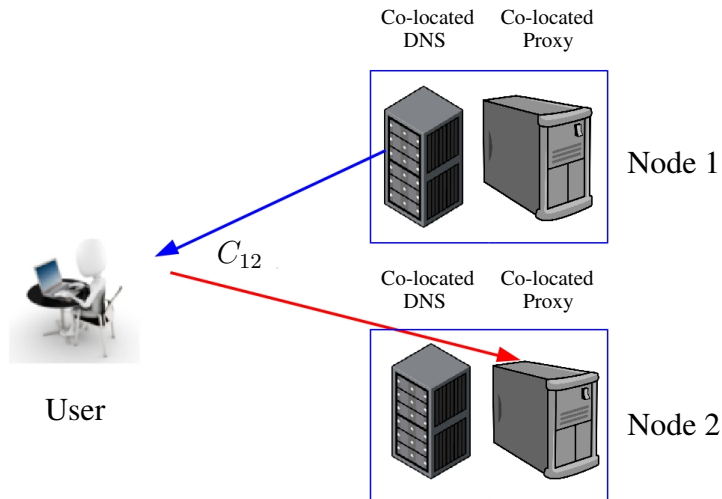 Co-located
DNS
Co-located
Proxy
Node 1
C12
Co-located
DNS
Co-located
Proxy
User
Node 2